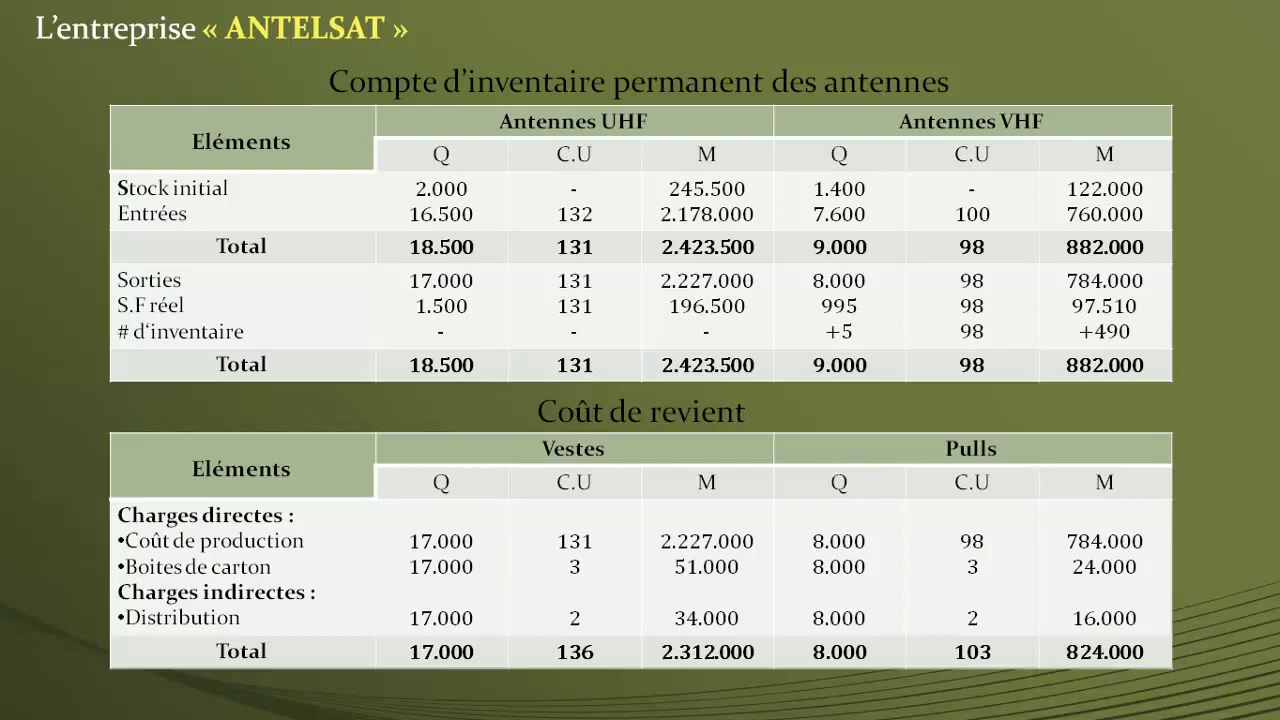 L'entreprise « ANTELSAT »
Compte d'inventaire permanent des antennes
Eléments Antennes UHF Antennes VHF
Q C.U M Q C.U M
Stock initial 2.000 - 245.500 1.400 - 122.000
Entrées 16.500 132 2.178.000 7.600 100 760.000
Total 18.500 131 2.423.500 9.000 98 882.000
Sorties 17.000 131 2.227.000 8.000 98 784.000
S.F réel 1.500 131 196.500 995 98 97.510
# d‘inventaire - - - +5 98 +490
Total 18.500 131 2.423.500 9.000 98 882.000
Coût de revient
Eléments Vestes Pulls
Q C.U M Q C.U M
Charges directes :
•Coût de production 17.000 131 2.227.000 8.000 98 784.000
•Boites de carton 17.000 3 51.000 8.000 3 24.000
Charges indirectes :
•Distribution 17.000 2 34.000 8.000 2 16.000
Total 17.000 136 2.312.000 8.000 103 824.000